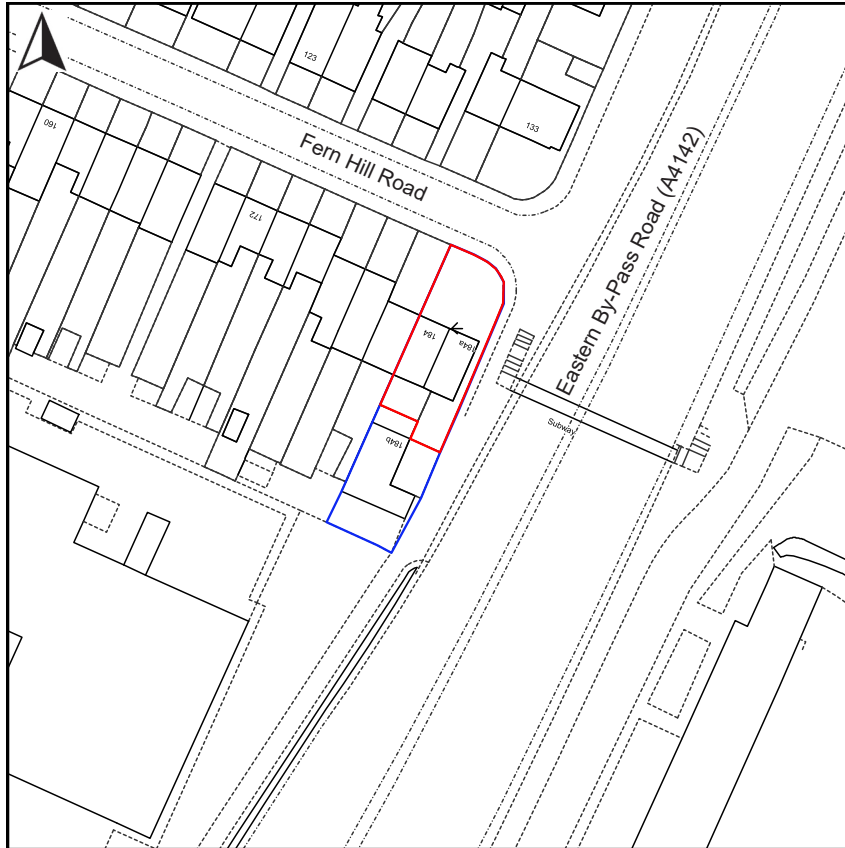 123
133
160
Fern Hill Road
172
Eastern By-Pass Road (A4142)
184
184a
Subway
184b